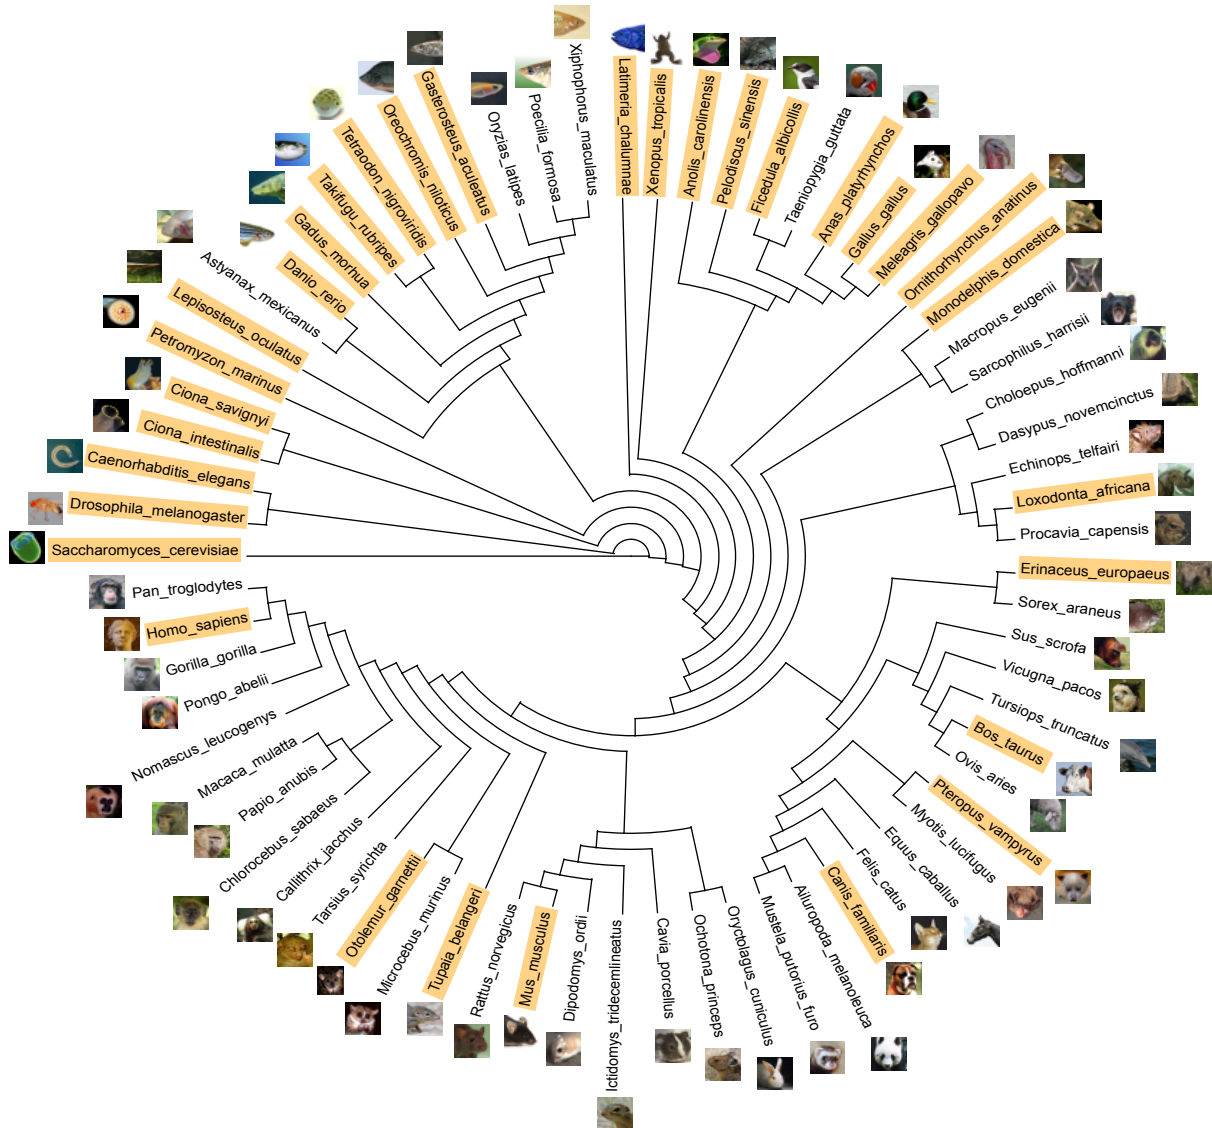 Xiphophorus_maculatus
Latimeria_chalumnae
Xenopus_tropicalis
Anolis_carolinensis
Pelodiscus_sinensis
Ficedula_albicollis
Taeniopygia_guttata
Anas_platyrhynchos
Gallus_gallus
Meleagris_gallopavo
Ornithorhynchus_anatinus
Monodelphis_domestica
Macropus_eugenii
Sarcophilus_harrisii
Choloepus_hoffmanni
Dasypus_novemcinctus
Echinops_telfairi
Loxodonta_africana
Procavia_capensis
Erinaceus_europaeus
Sorex_araneus
Sus_scrofa
Vicugna_pacos
Tursiops_truncatus
Bos_taurus
Ovis_aries
Pteropus_vampyrus
Myotis_lucifugus
Equus_caballus
Felis_catus
Canis_familiaris
Ailuropoda_melanoleuca
Mustela_putorius_furo
Oryctolagus_cuniculus
Ochotona_princeps
Cavia_porcellus
Ictidomys_tridecemlineatus
Dipodomys_ordii
Mus_musculus
Rattus_norvegicus
Tupaia_belangeri
Microcebus_murinus
Otolemur_garnettii
Tarsius_syrichta
Callithrix_jacchus
Chlorocebus_sabaeus
Papio_anubis
Macaca_mulatta
Nomascus_leucogenys
Pongo_abelii
Gorilla_gorilla
Homo_sapiens
Pan_troglodytes
Saccharomyces_cerevisiae
Drosophila_melanogaster
Caenorhabditis_elegans
Ciona_intestinalis
Ciona_savignyi
Petromyzon_marinus
Lepisosteus_oculatus
Astyanax_mexicanus
Danio_rerio
Gadus_morhua
Takifugu_rubripes
Tetraodon_nigroviridis
Oreochromis_niloticus
Gasterosteus_aculeatus
Oryzias_latipes
Poecilia_formosa